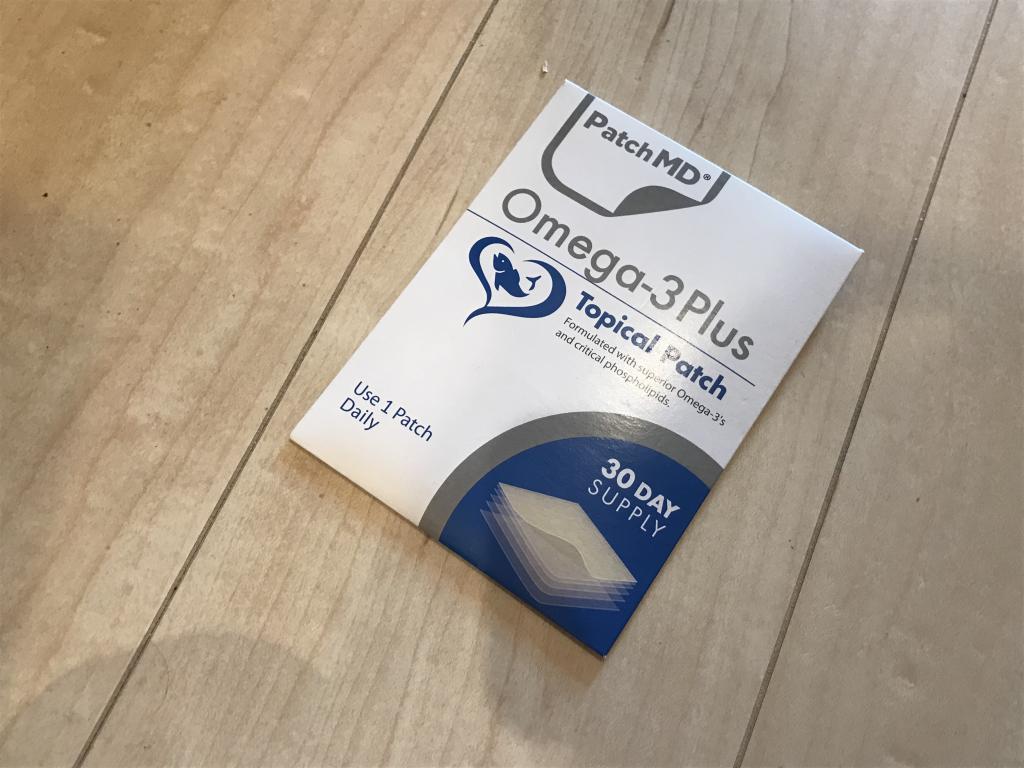 PatchMD®
Omega-3 Plus
Topical Patch
Formulated with superior Omega-3's
and critical phospholipids.
Use 1 Patch
Daily
30 DAY
SUPPLY